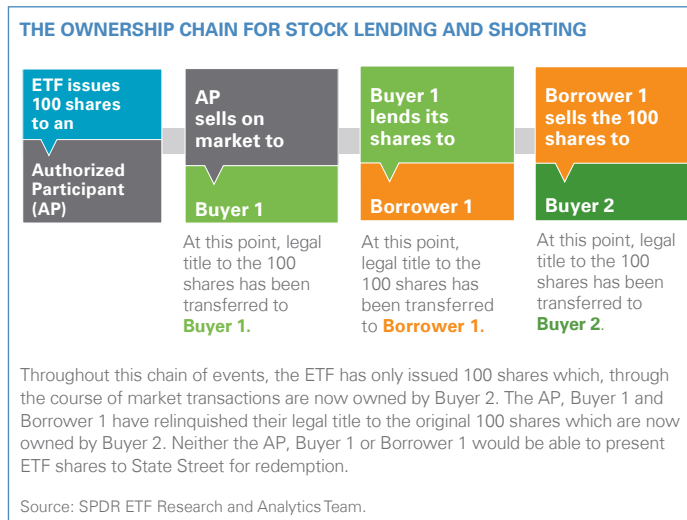 THE OWNERSHIP CHAIN FOR STOCK LENDING AND SHORTING
ETF issues
100 shares
to an
Authorized
Participant
(AP)
AP
sells on
market to
Buyer 1
At this point, legal
title to the 100
shares has been
transferred to
Buyer 1.
Buyer 1
lends its
shares to
Borrower 1
At this point,
legal title to the
100 shares has
been transferred
to Borrower 1.
Borrower 1
sells the 100
shares to
Buyer 2
At this point, legal
title to the 100
shares has been
transferred to
Buyer 2.
Throughout this chain of events, the ETF has only issued 100 shares which, through
the course of market transactions are now owned by Buyer 2. The AP, Buyer 1 and
Borrower 1 have relinquished their legal title to the original 100 shares which are now
owned by Buyer 2. Neither the AP, Buyer 1 or Borrower 1 would be able to present
ETF shares to State Street for redemption.
Source: SPDR ETF Research and Analytics Team.